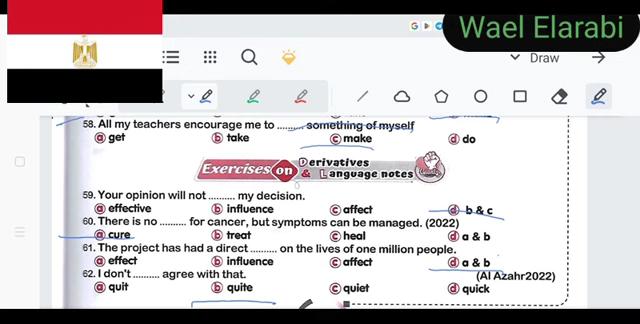 Wael Elarabi
Draw
58. All my teachers encourage me to .......... something of myself
ⓐ get ⓑ take ⓒ make ⓓ do
Exercises on Derivatives & Language notes
59. Your opinion will not .......... my decision.
ⓐ effective ⓑ influence ⓒ affect ⓓ b & c
60. There is no .......... for cancer, but symptoms can be managed. (2022)
ⓐ cure ⓑ treat ⓒ heal ⓓ a & b
61. The project has had a direct .......... on the lives of one million people.
ⓐ effect ⓑ influence ⓒ affect ⓓ a & b
62. I don't .......... agree with that. (Al Azahr2022)
ⓐ quit ⓑ quite ⓒ quiet ⓓ quick